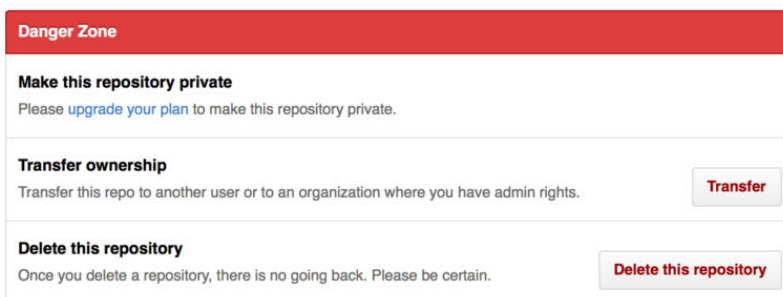 Danger Zone
Make this repository private
Please upgrade your plan to make this repository private.
Transfer ownership
Transfer this repo to another user or to an organization where you have admin rights.
Transfer
Delete this repository
Once you delete a repository, there is no going back. Please be certain.
Delete this repository